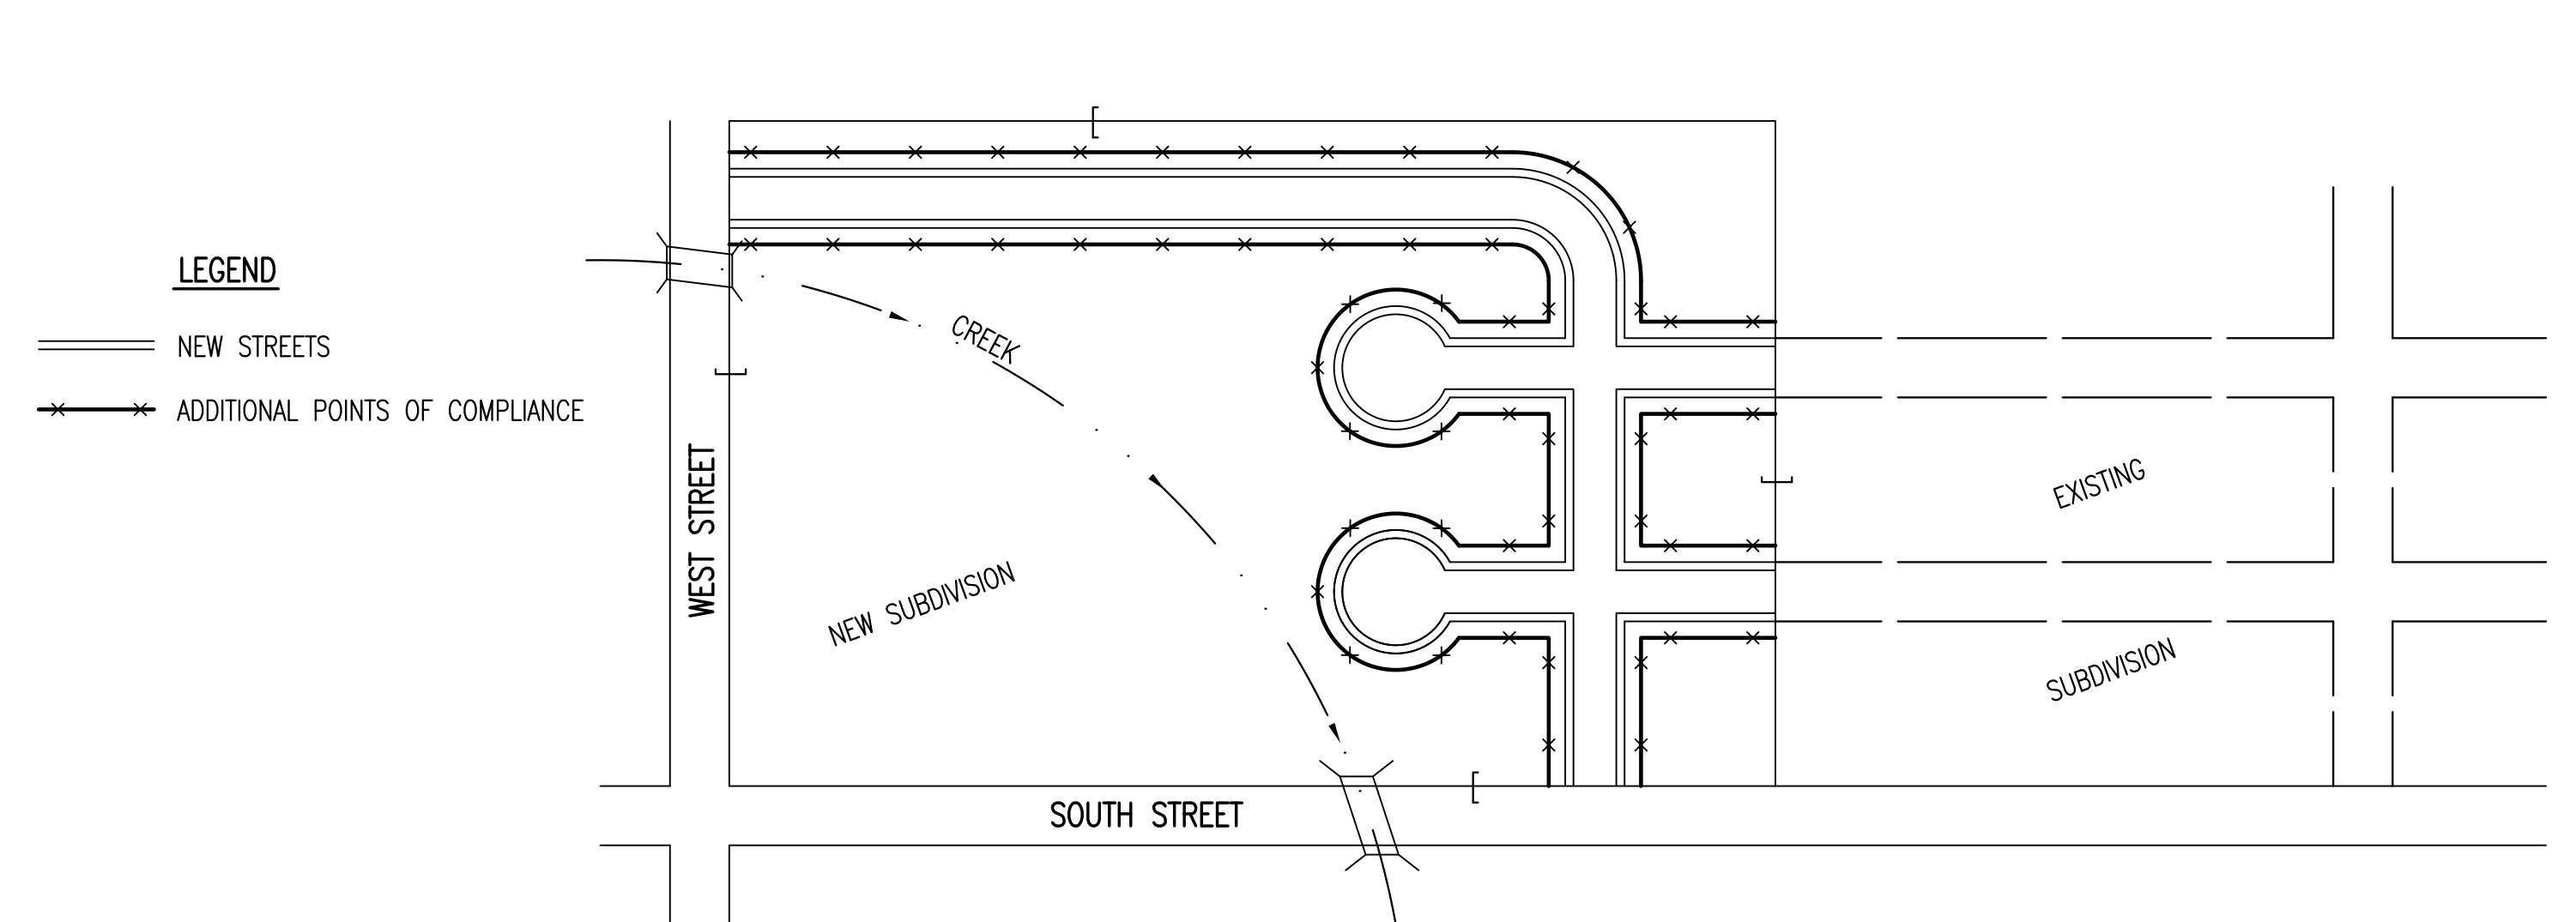 LEGEND
NEW STREETS
ADDITIONAL POINTS OF COMPLIANCE
CREEK
WEST STREET
NEW SUBDIVISION
EXISTING
SUBDIVISION
SOUTH STREET